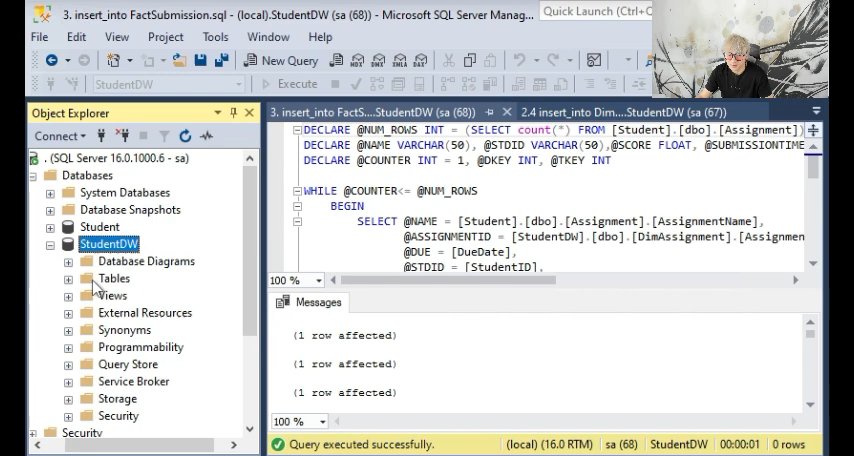 3. insert_into FactSubmission.sql - (local).StudentDW (sa (68)) - Microsoft SQL Server Manag...
Quick Launch (Ctrl+
File Edit View Project Tools Window Help
New Query
StudentDW Execute
Object Explorer
Connect
. (SQL Server 16.0.1000.6 - sa)
Databases
System Databases
Database Snapshots
Student
StudentDW
Database Diagrams
Tables
Views
External Resources
Synonyms
Programmability
Query Store
Service Broker
Storage
Security
Security
3. insert_into FactS....StudentDW (sa (68)) 2.4 insert_into Dim....StudentDW (sa (67))
DECLARE @NUM_ROWS INT = (SELECT count(*) FROM [Student].[dbo].[Assignment])
DECLARE @NAME VARCHAR(50), @STDID VARCHAR(50),@SCORE FLOAT, @SUBMISSIONTIME
DECLARE @COUNTER INT = 1, @DKEY INT, @TKEY INT
WHILE @COUNTER<= @NUM_ROWS
BEGIN
SELECT @NAME = [Student].[dbo].[Assignment].[AssignmentName],
@ASSIGNMENTID = [StudentDW].[dbo].[DimAssignment].[Assignmen
@DUE = [DueDate],
@STDID = [StudentID],
100 %
Messages
(1 row affected)
(1 row affected)
(1 row affected)
100 %
Query executed successfully. (local) (16.0 RTM) sa (68) StudentDW 00:00:01 0 rows